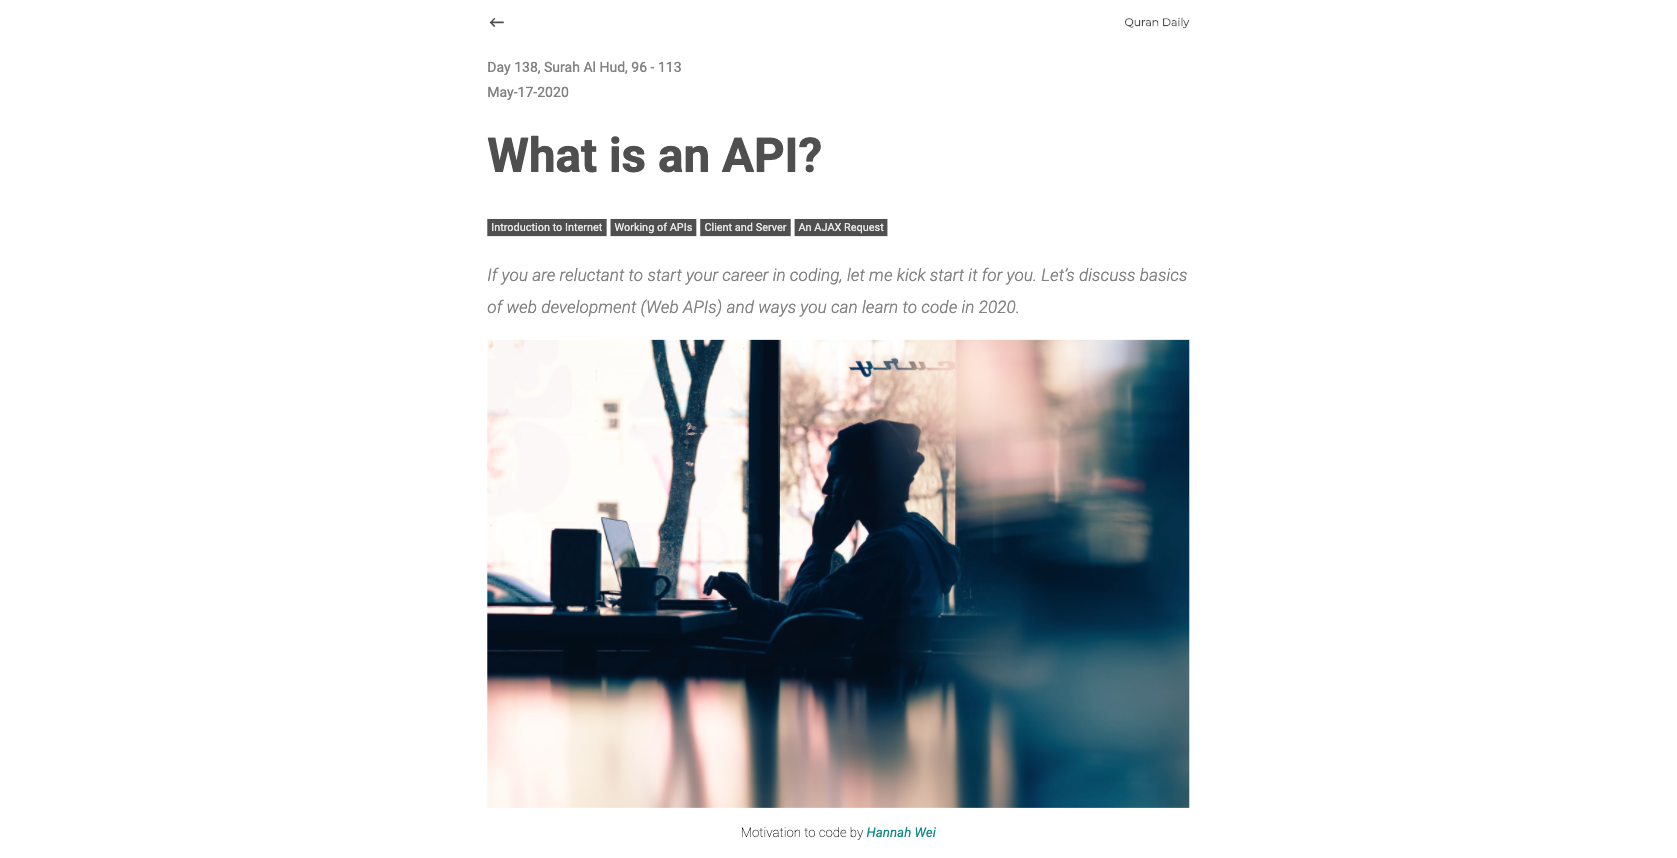 Quran Daily
Day 138, Surah Al Hud, 96 - 113
May-17-2020
What is an API?
Introduction to Internet Working of APIs Client and Server An AJAX Request
If you are reluctant to start your career in coding, let me kick start it for you. Let’s discuss basics
of web development (Web APIs) and ways you can learn to code in 2020.
Motivation to code by Hannah Wei